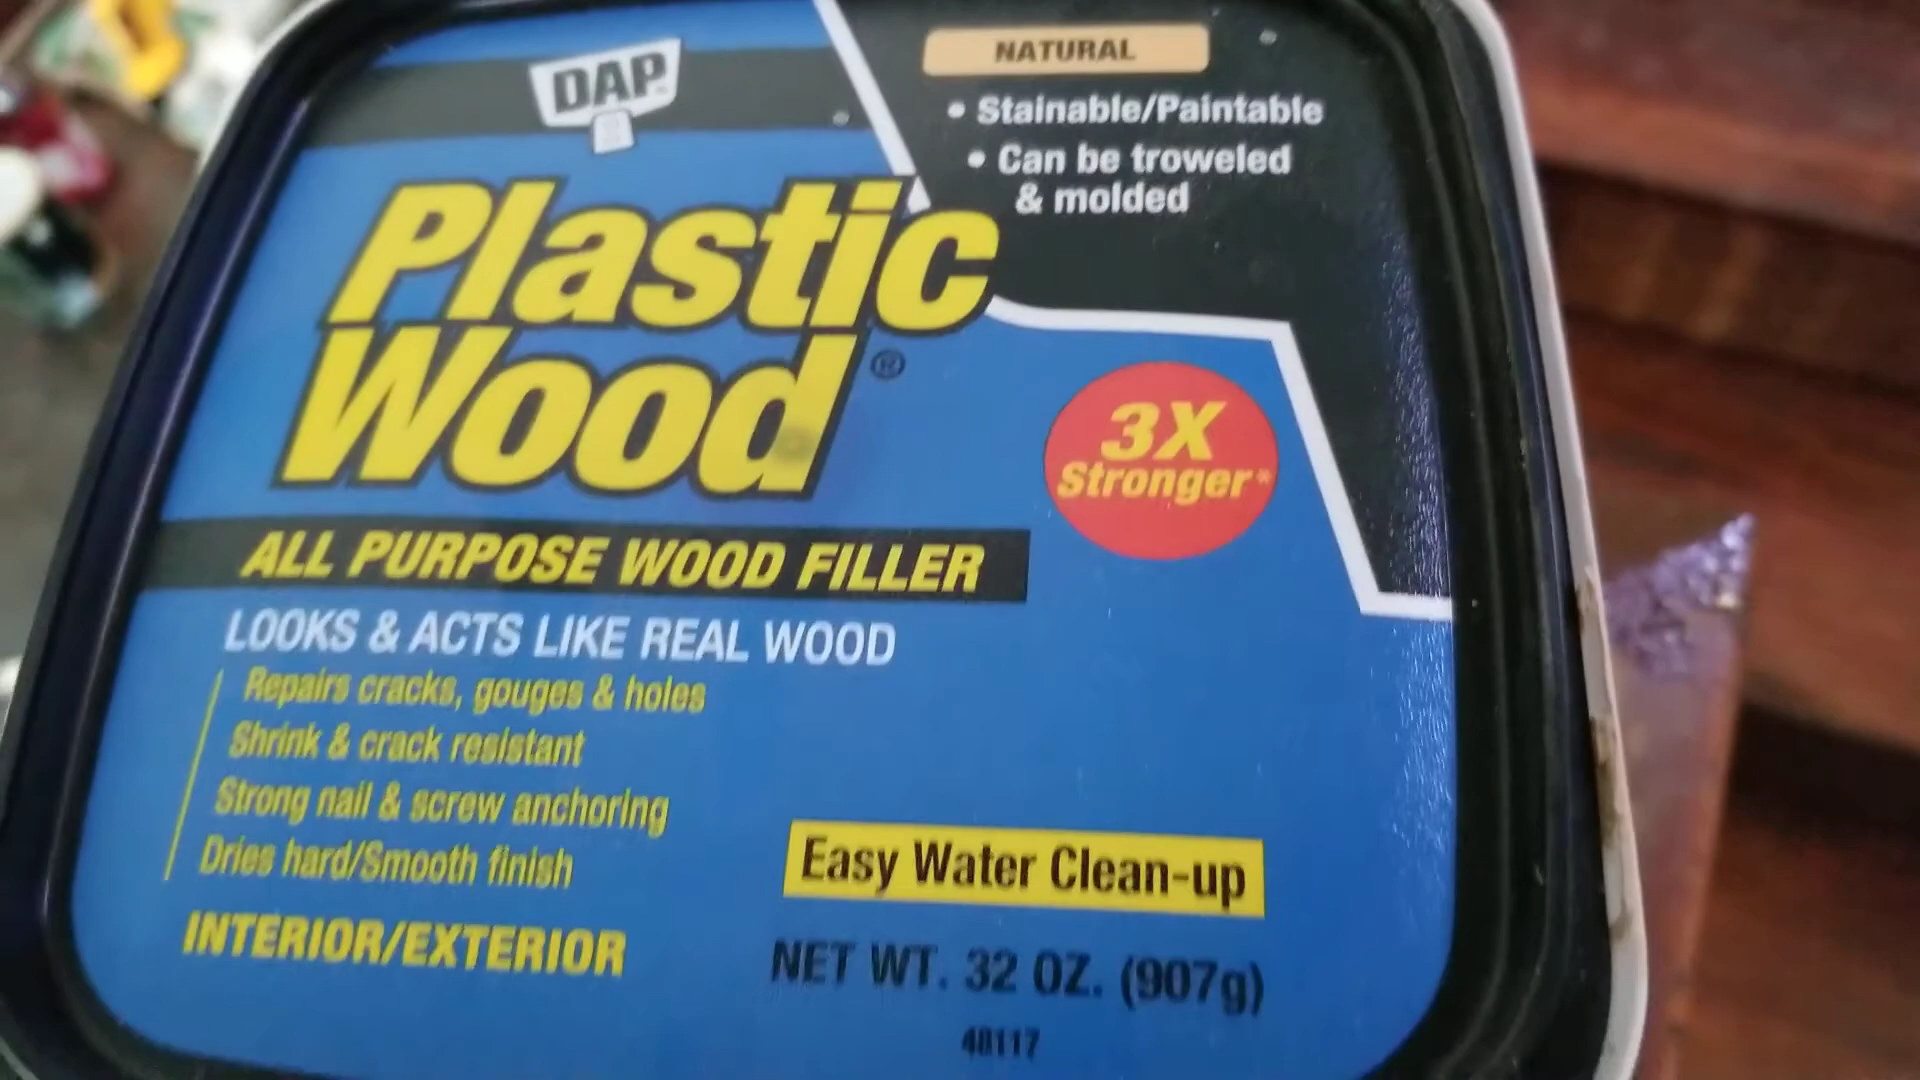 DAP
NATURAL
• Stainable/Paintable
• Can be troweled
& molded
Plastic
Wood®
3X
Stronger*
ALL PURPOSE WOOD FILLER
LOOKS & ACTS LIKE REAL WOOD
Repairs cracks, gouges & holes
Shrink & crack resistant
Strong nail & screw anchoring
Dries hard/Smooth finish
Easy Water Clean-up
INTERIOR/EXTERIOR
NET WT. 32 OZ. (907g)
48117